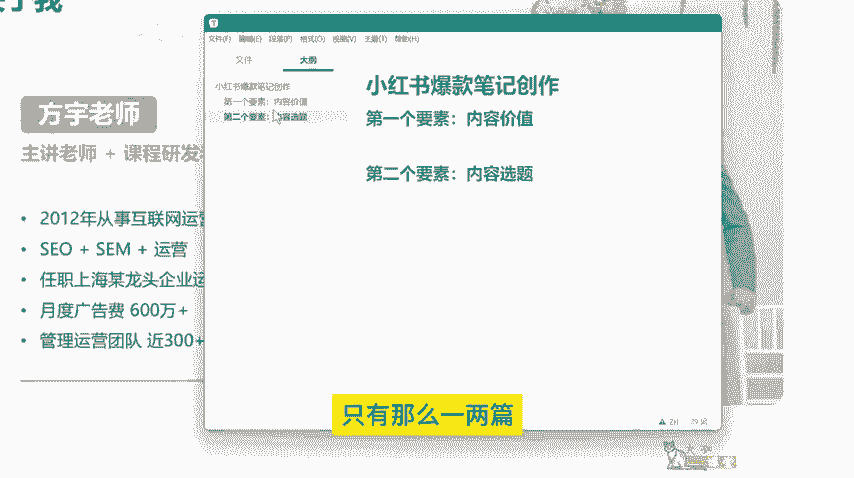 关于我
方宇老师
主讲老师 + 课程研发
2012年从事互联网运营
SEO + SEM + 运营
任职上海某龙头企业运
月度广告费 600万+
管理运营团队 近300+
文件(F) 编辑(E) 段落(P) 格式(O) 视图(V) 主题(T) 帮助(H)
文件 大纲
小红书爆款笔记创作
第一个要素：内容价值
第二个要素：内容选题
小红书爆款笔记创作
第一个要素：内容价值
第二个要素：内容选题
只有那么一两篇